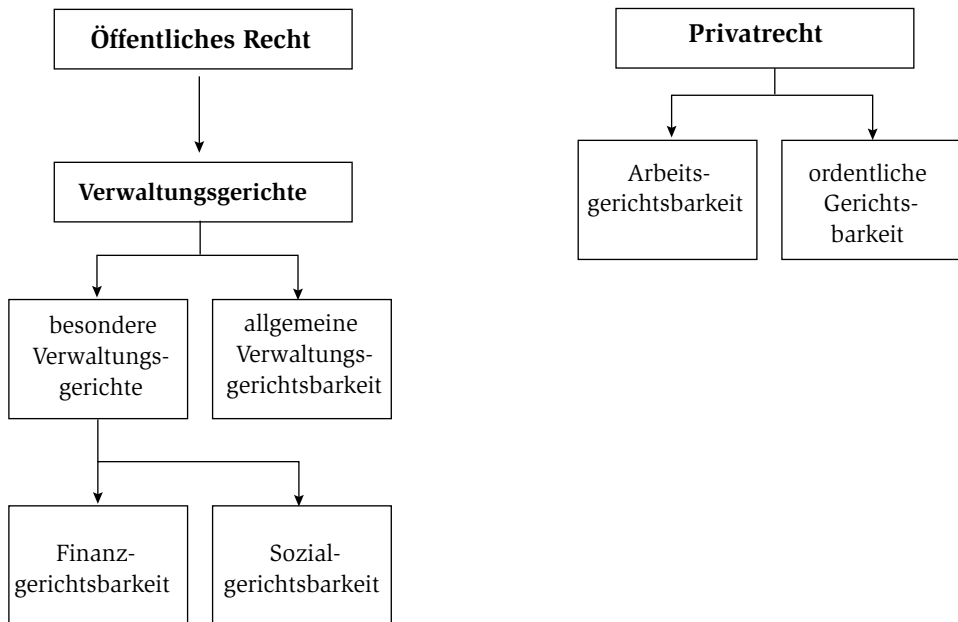 Öffentliches Recht
Verwaltungsgerichte
besondere
Verwaltungs-
gerichte
allgemeine
Verwaltungs-
gerichtsbarkeit
Finanz-
gerichtsbarkeit
Sozial-
gerichtsbarkeit
Privatrecht
Arbeits-
gerichtsbarkeit
ordentliche
Gerichts-
barkeit